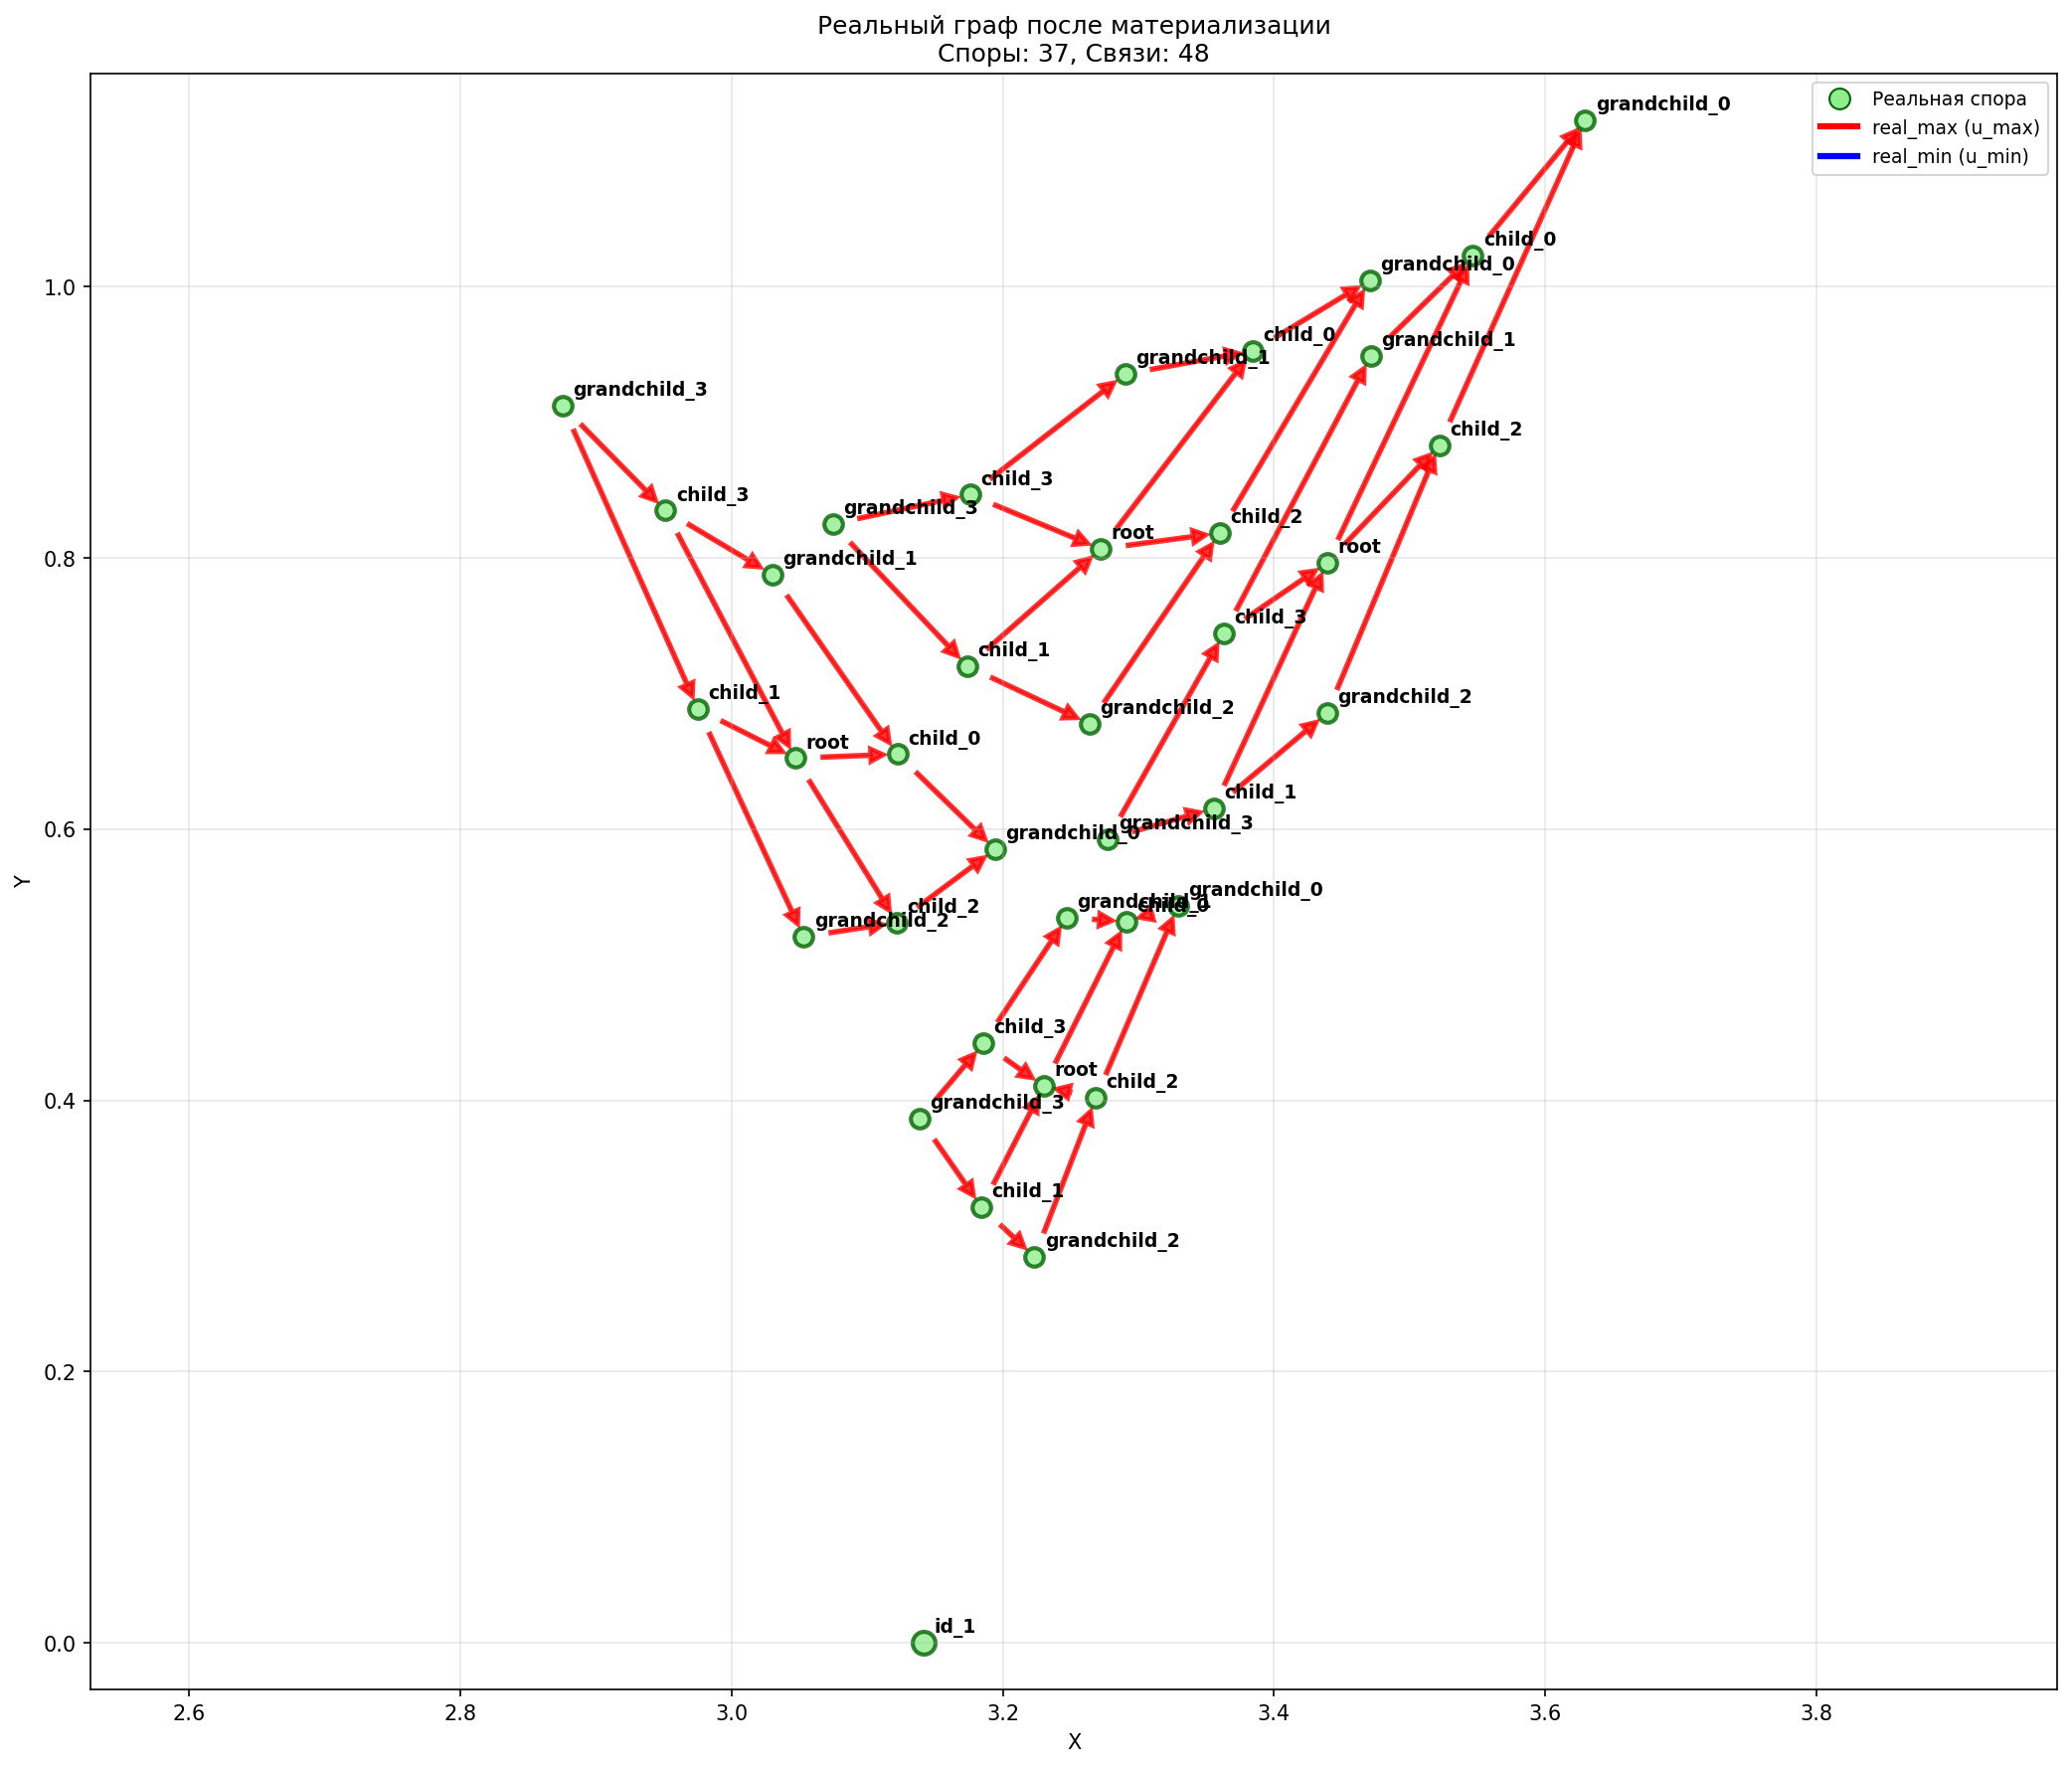 Реальный граф после материализации
Споры: 37, Связи: 48
Реальная спора
real_max (u_max)
real_min (u_min)
grandchild_0
child_0
grandchild_0
child_0
grandchild_1
grandchild_1
child_2
grandchild_3
child_3
child_3
grandchild_3
root
child_2
root
grandchild_1
child_3
child_1
grandchild_2
child_1
grandchild_2
root
child_0
child_1
grandchild_0
grandchild_3
child_2
grandchild_2
grandchild_1
child_0
grandchild_0
child_3
root
child_2
grandchild_3
child_1
grandchild_2
id_1
1.0
0.8
0.6
0.4
0.2
0.0
Y
2.6
2.8
3.0
3.2
3.4
3.6
3.8
X